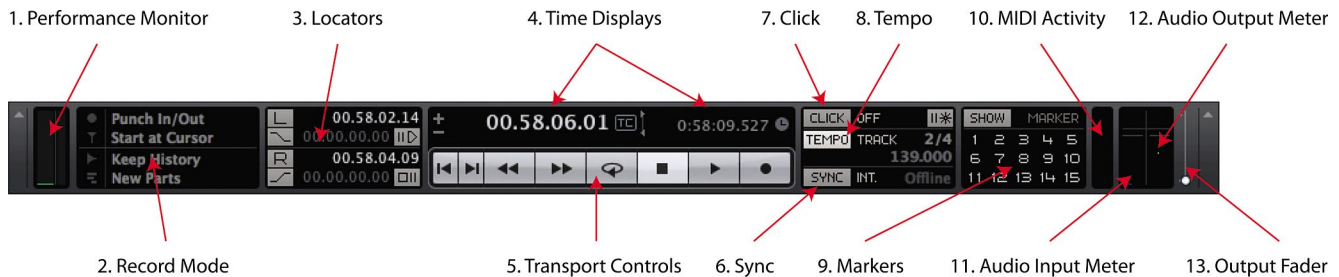 1. Performance Monitor
3. Locators
4. Time Displays
7. Click
8. Tempo
10. MIDI Activity
12. Audio Output Meter
Punch In/Out
Start at Cursor
Keep History
New Parts
L 00.58.02.14
00.00.00.00
R 00.58.04.09
00.00.00.00
00.58.06.01 TC
0:58:09.527
CLICK OFF
TEMPO TRACK 2/4
139.000
SYNC INT. Offline
SHOW MARKER
1 2 3 4 5
6 7 8 9 10
11 12 13 14 15
2. Record Mode
5. Transport Controls
6. Sync
9. Markers
11. Audio Input Meter
13. Output Fader